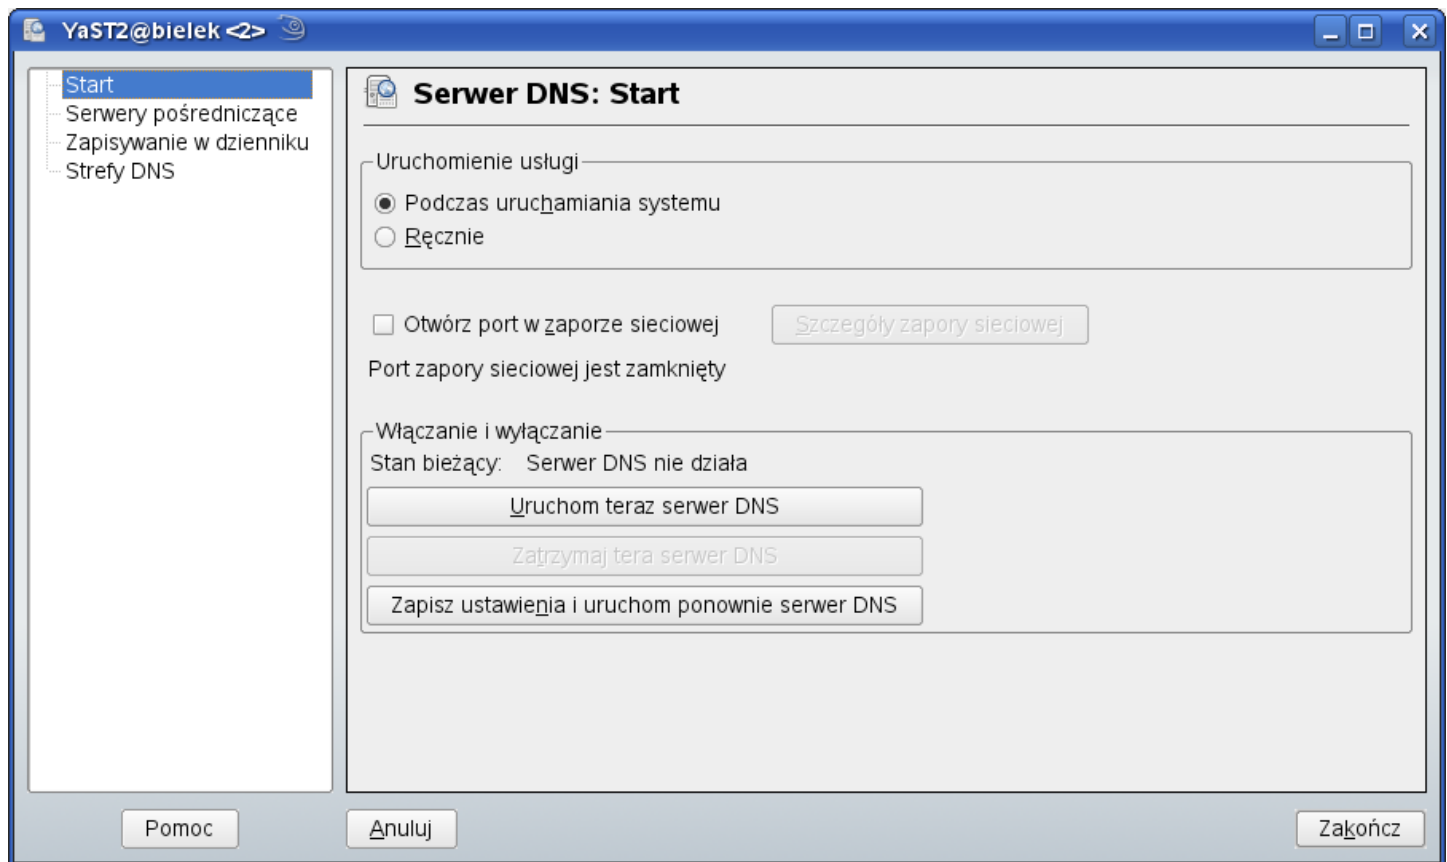 YaST2@bielek <2>
Start
Serwery pośredniczące
Zapisywanie w dzienniku
Strefy DNS
Serwer DNS: Start
Uruchomienie usługi
Podczas uruchamiania systemu
Ręcznie
Otwórz port w zaporze sieciowej
Szczegóły zapory sieciowej
Port zapory sieciowej jest zamknięty
Włączanie i wyłączanie
Stan bieżący: Serwer DNS nie działa
Uruchom teraz serwer DNS
Zatrzymaj tera serwer DNS
Zapisz ustawienia i uruchom ponownie serwer DNS
Pomoc
Anuluj
Zakończ